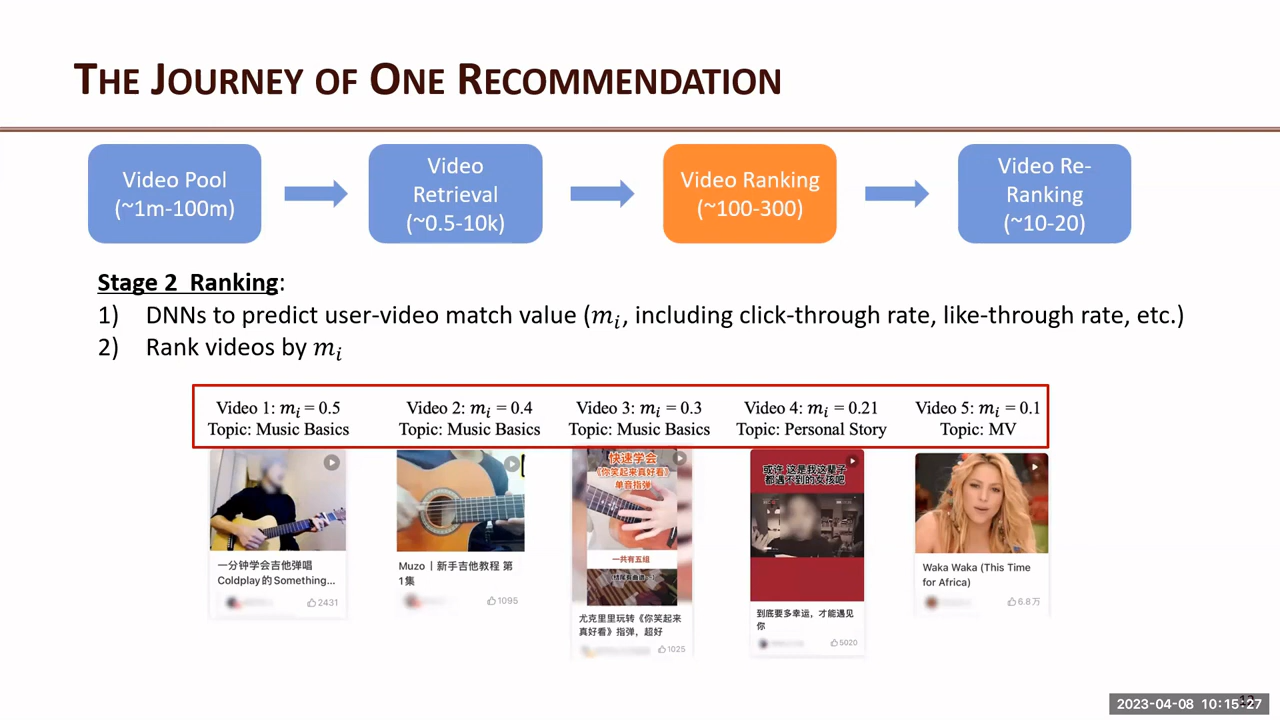 THE JOURNEY OF ONE RECOMMENDATION
Video Pool
(~1m-100m)
Video
Retrieval
(~0.5-10k)
Video Ranking
(~100-300)
Video Re-
Ranking
(~10-20)
Stage 2 Ranking:
1) DNNs to predict user-video match value (mᵢ, including click-through rate, like-through rate, etc.)
2) Rank videos by mᵢ
Video 1: mᵢ = 0.5
Topic: Music Basics
Video 2: mᵢ = 0.4
Topic: Music Basics
Video 3: mᵢ = 0.3
Topic: Music Basics
Video 4: mᵢ = 0.21
Topic: Personal Story
Video 5: mᵢ = 0.1
Topic: MV
一分钟学会吉他弹唱
Coldplay的Something...
2431
Muzo丨新手吉他教程 第
1集
1095
快速学会
《你笑起来真好看》
单音指弹
一共有五组
尤克里里玩转《你笑起来
真好看》指弹，超好
1025
或许 这是我这辈子
都遇不到的女孩吧
到底要多幸运，才能遇见
你
5020
Waka Waka (This Time
for Africa)
6.8万
2023-04-08 10:15:27